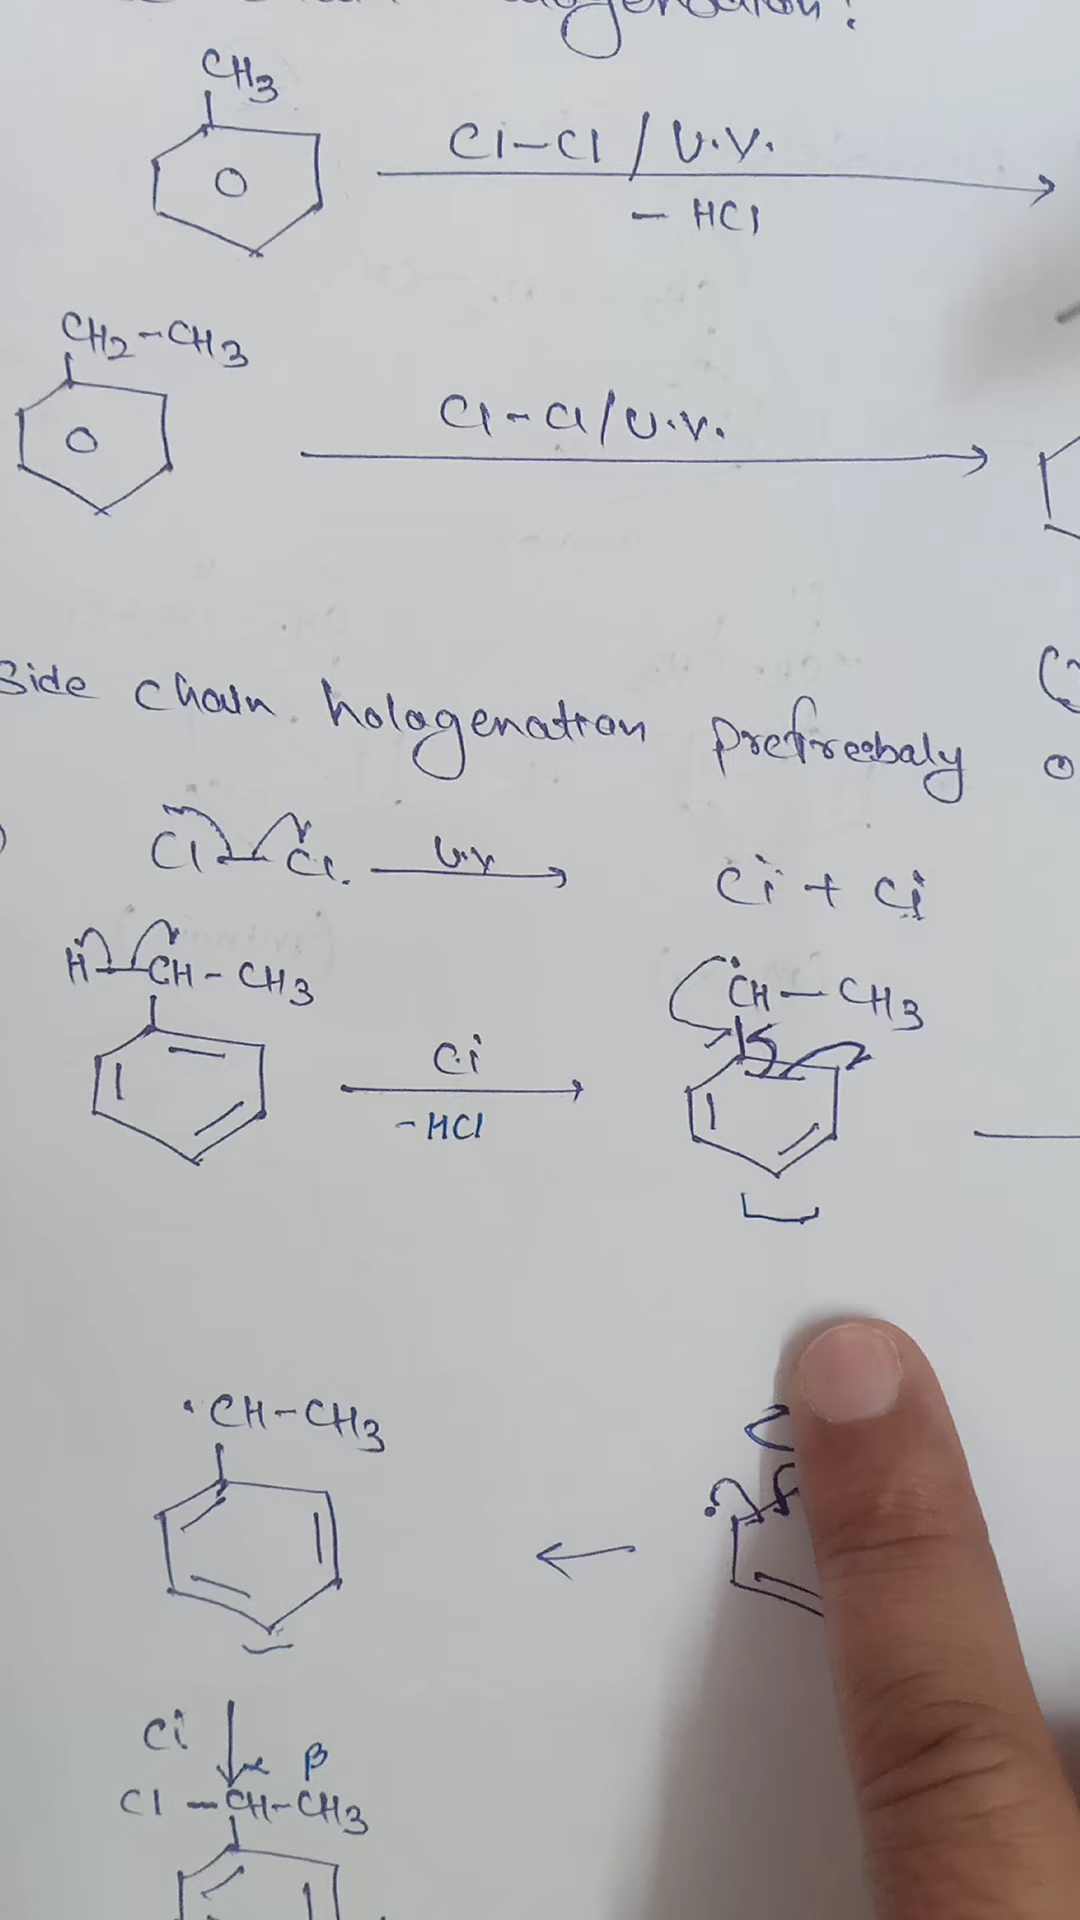 CH3
Cl-Cl / U.V.
- HCl
CH2-CH3
Cl-Cl/U.V.
Side chain hologenation prefreebaly
Cl-Cl. U.V Cl + Cl
H-CH-CH3
CH-CH3
Cl
-HCl
CH-CH3
Cl
α β
Cl-CH-CH3